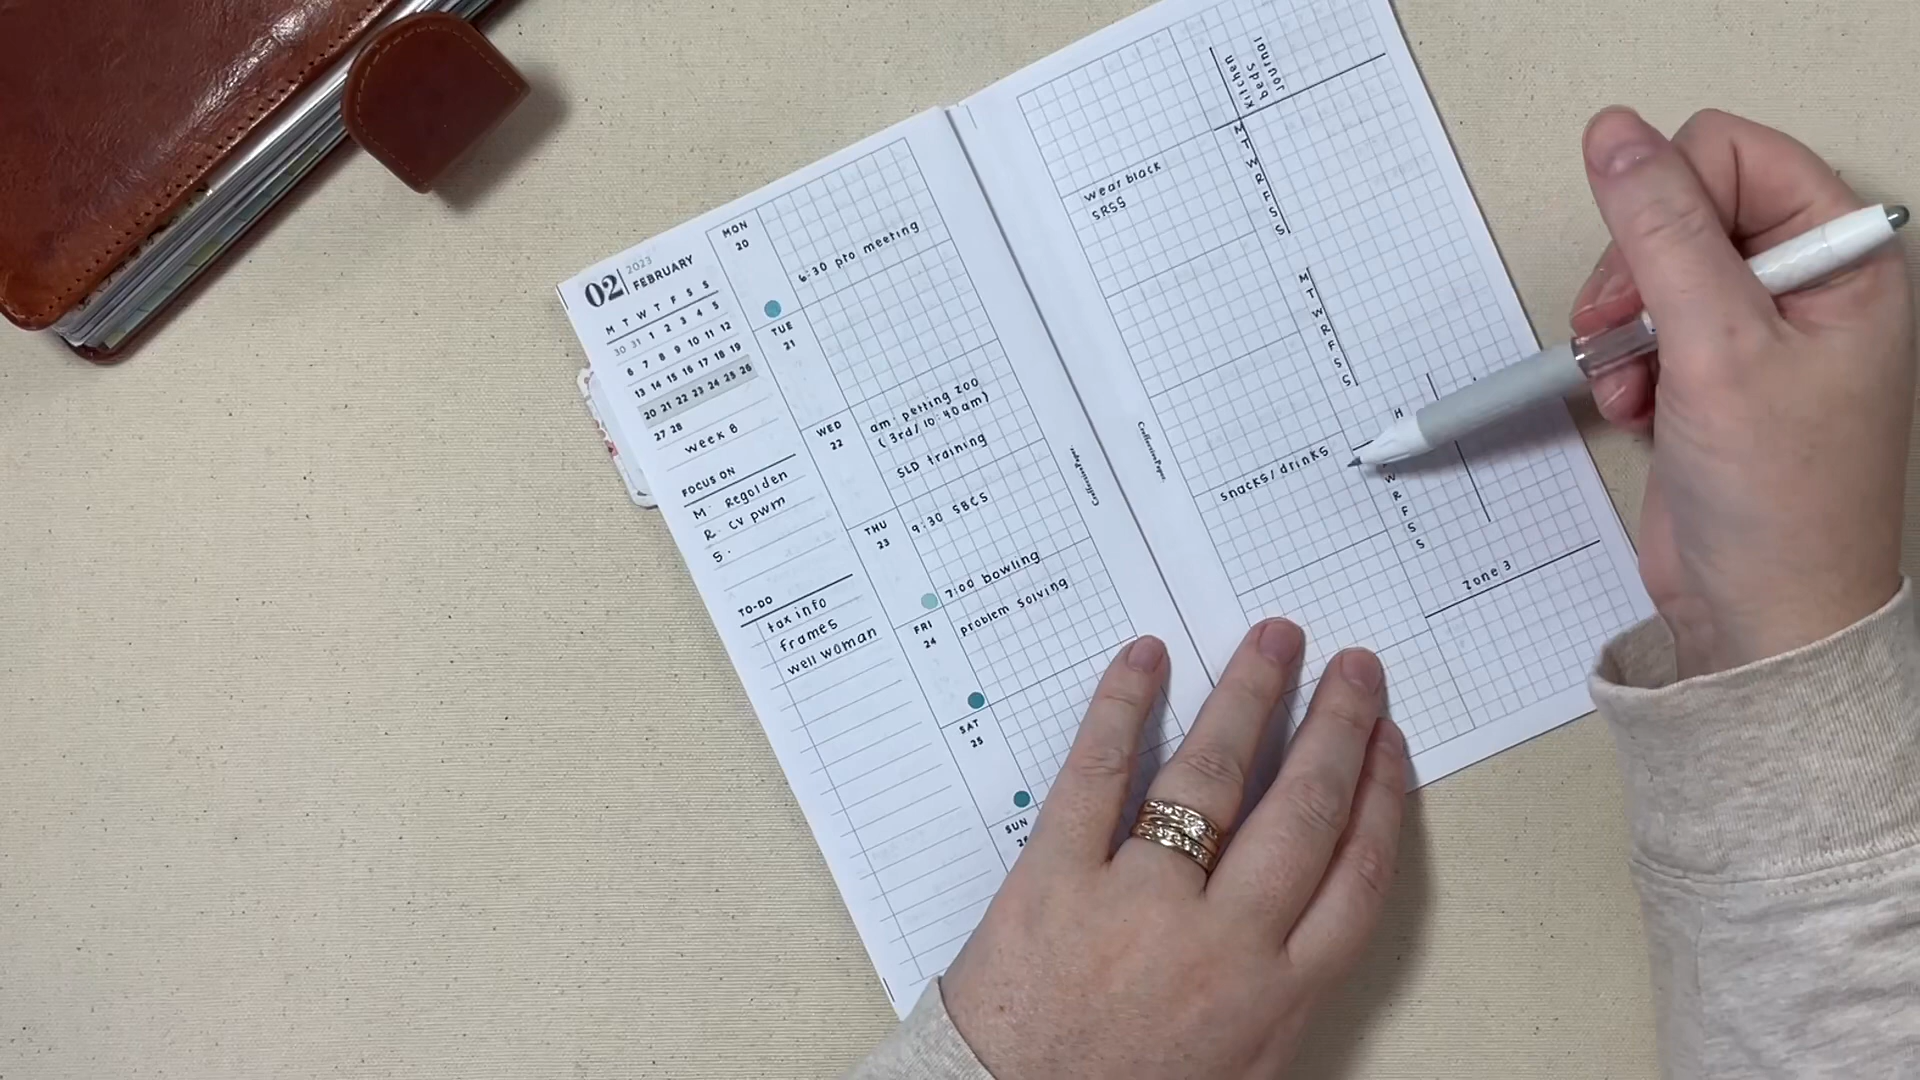 02 2023
FEBRUARY
M T W T F S S
30 31 1 2 3 4 5
6 7 8 9 10 11 12
13 14 15 16 17 18 19
20 21 22 23 24 25 26
27 28
week 8
FOCUS ON
M. Regolden
R. CV pwm
S.
TO-DO
tax info
frames
well woman
MON
20
6:30 pto meeting
TUE
21
WED
22
am: petting zoo
(3rd/10:40am)
SLD training
THU
23
9:30 SBCS
7:00 bowling
FRI
24
problem solving
SAT
25
SUN
CoffeeticaPaper
wear black
SRSS
snacks/drinks
kitchen
beds
journal
M
T
W
R
F
S
S
M
T
W
R
F
S
S
H
W
R
F
S
S
Zone 3